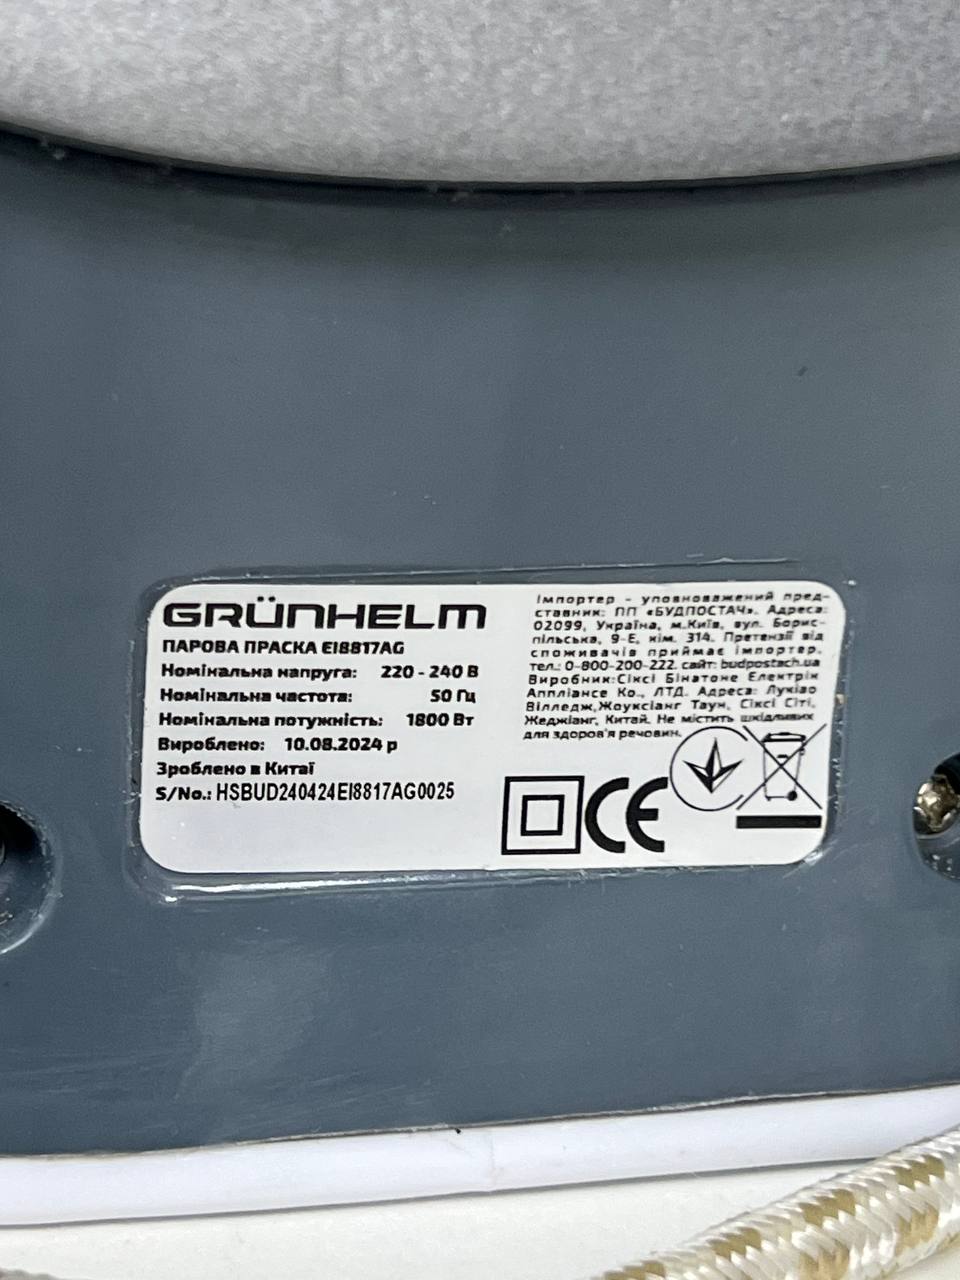 GRÜNHELM
ПАРОВА ПРАСКА EI8817AG
Номінальна напруга: 220 - 240 В
Номінальна частота: 50 Гц
Номінальна потужність: 1800 Вт
Вироблено: 10.08.2024 р
Зроблено в Китаї
S/No.: HSBUD240424EI8817AG0025
Імпортер - уповноважений пред-
ставник: ПП «БУДПОСТАЧ». Адреса:
02099, Україна, м.Київ, вул. Борис-
пільська, 9-Е, кім. 314. Претензії від
споживачів приймає імпортер.
тел.: 0-800-200-222. сайт: budpostach.ua
Виробник:Сіксі Бінатоне Електрік
Аппліансе Ко., ЛТД. Адреса: Лукіао
Вілледж,Жоуксіанг Таун, Сіксі Сіті,
Жеджіанг, Китай. Не містить шкідливих
для здоров'я речовин.
CE